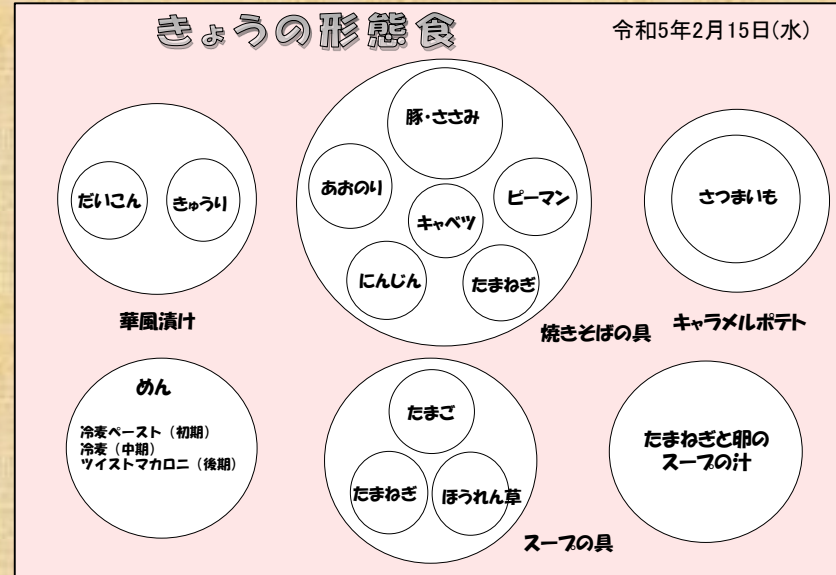 きょうの形態食
令和5年2月15日(水)
だいこん
きゅうり
華風漬け
豚・ささみ
あおのり
ピーマン
キャベツ
にんじん
たまねぎ
焼きそばの具
さつまいも
キャラメルポテト
めん
冷麦ペースト（初期）
冷麦（中期）
ツイストマカロニ（後期）
たまご
たまねぎ
ほうれん草
スープの具
たまねぎと卵の
スープの汁